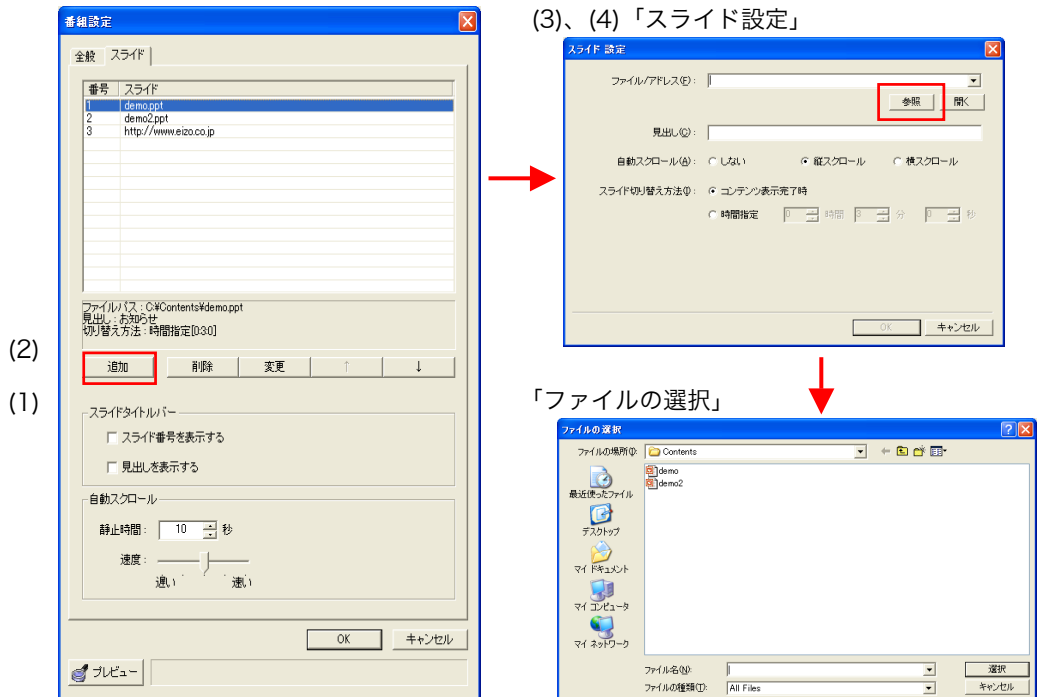 番組設定
全般 スライド
番号 スライド
1 demo.ppt
2 demo2.ppt
3 http://www.eizo.co.jp
ファイルパス : C:¥Contents¥demo.ppt
見出し : お知らせ
切り替え方法 : 時間指定[0:3:0]
(2)
追加 削除 変更 ↑ ↓
(1)
スライドタイトルバー
スライド番号を表示する
見出しを表示する
自動スクロール
静止時間 : 10 秒
速度 :
遅い 速い
OK キャンセル
プレビュー
(3)、(4)「スライド設定」
スライド 設定
ファイル/アドレス(F) :
参照 開く
見出し(C) :
自動スクロール(A) : しない 縦スクロール 横スクロール
スライド切り替え方法(I) : コンテンツ表示完了時
時間指定 0 時間 3 分 0 秒
OK キャンセル
「ファイルの選択」
ファイルの選択
ファイルの場所(I): Contents
demo
demo2
最近使ったファイル
デスクトップ
マイ ドキュメント
マイ コンピュータ
マイ ネットワーク
ファイル名(N): 選択
ファイルの種類(T): All Files キャンセル